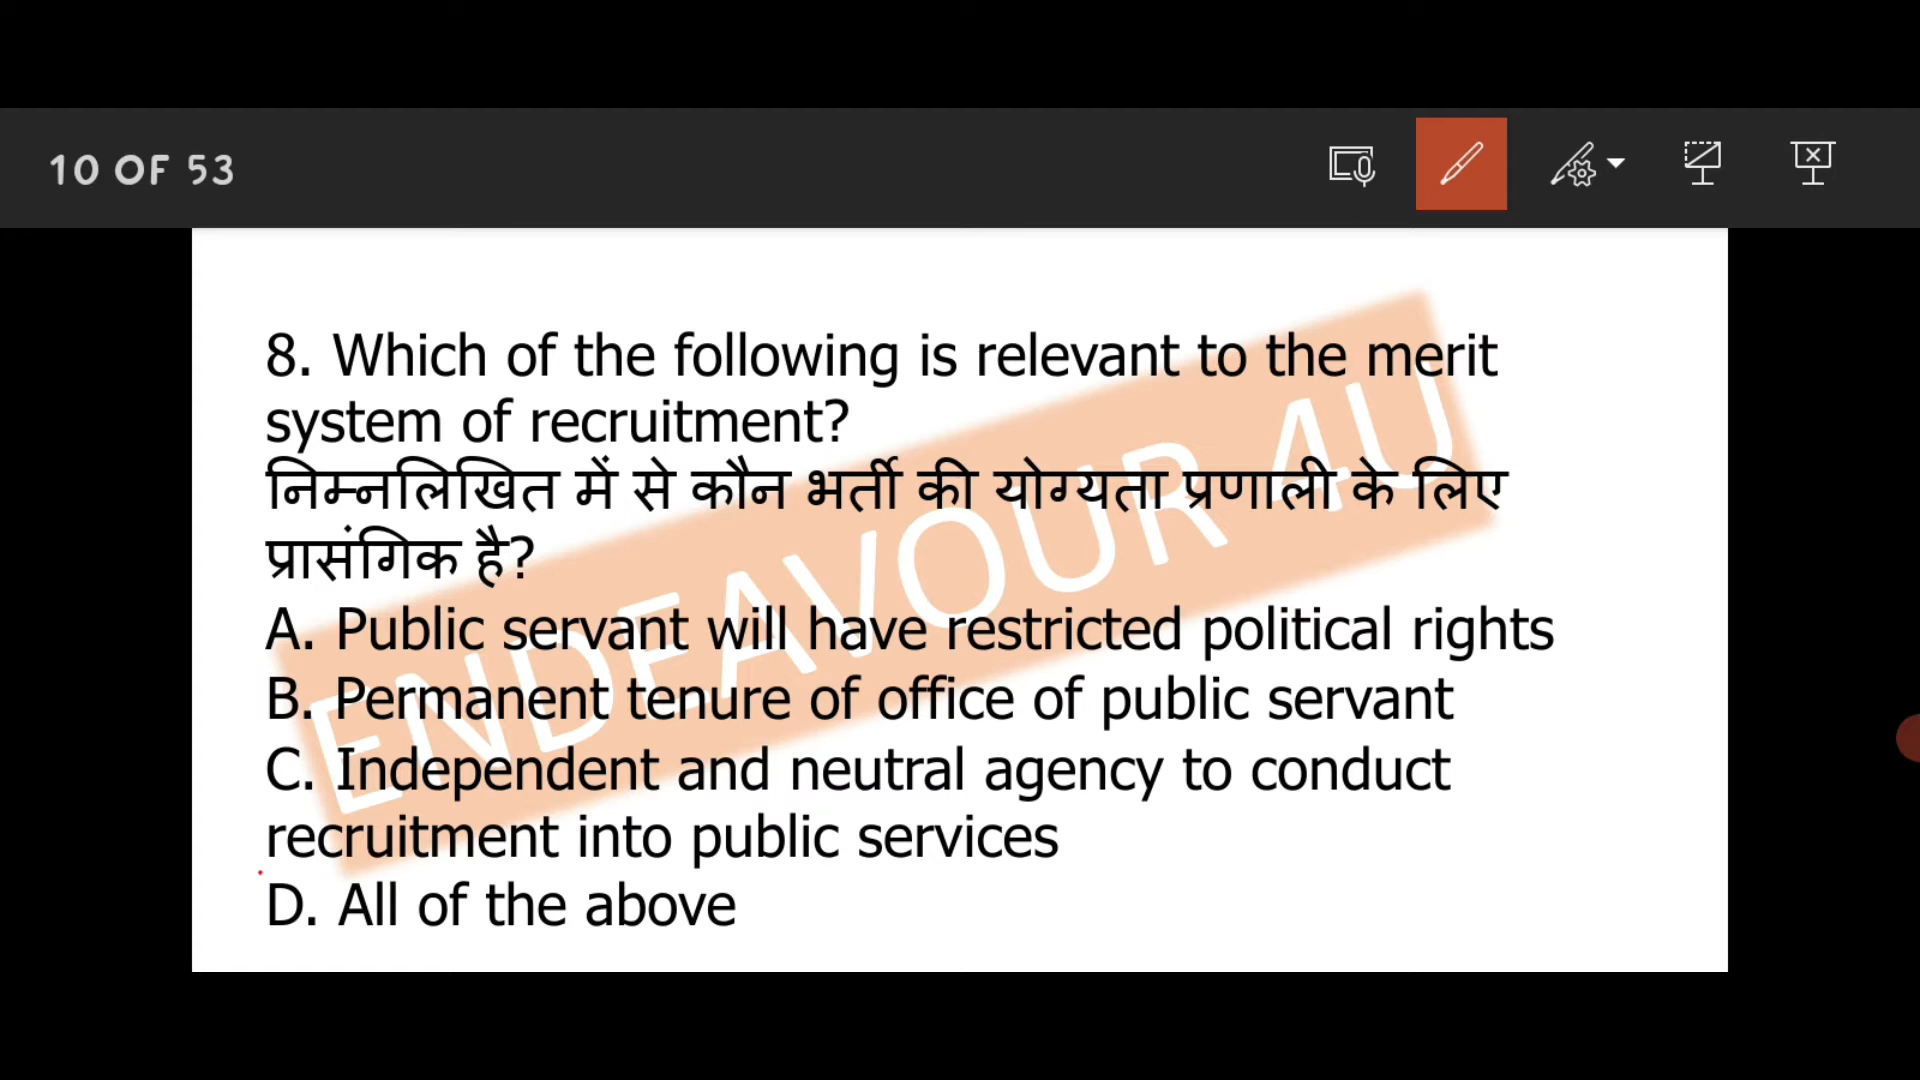 10 OF 53
8. Which of the following is relevant to the merit
system of recruitment?
निम्नलिखित में से कौन भर्ती की योग्यता प्रणाली के लिए
प्रासंगिक है?
A. Public servant will have restricted political rights
B. Permanent tenure of office of public servant
C. Independent and neutral agency to conduct
recruitment into public services
D. All of the above
ENDEAVOUR 4U